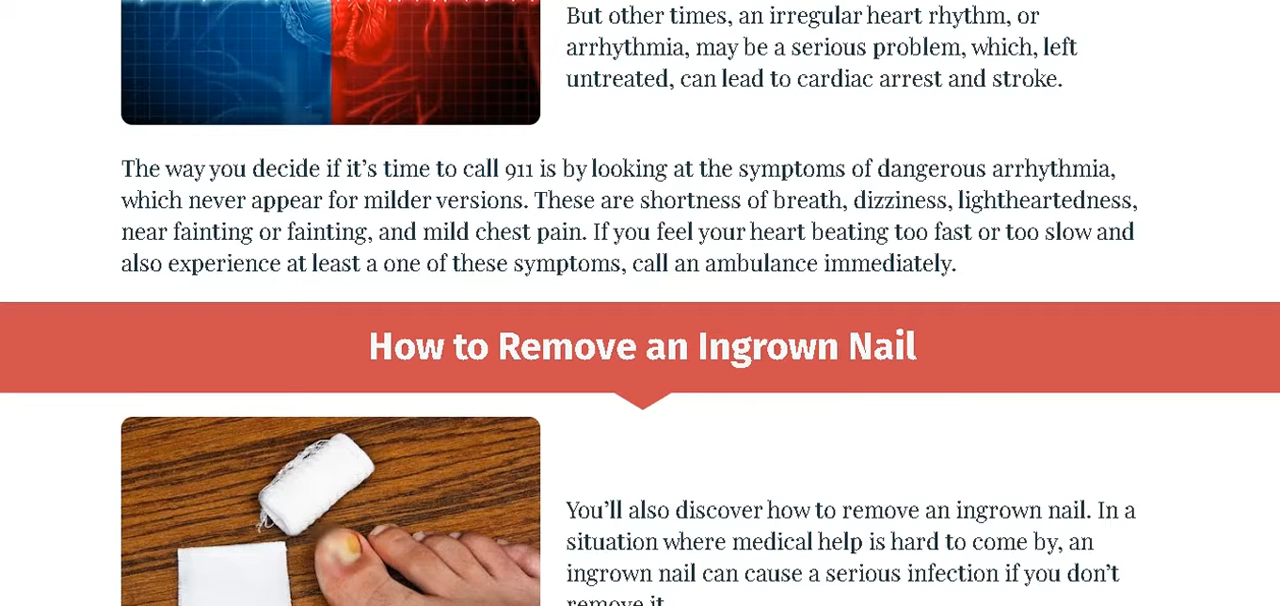 But other times, an irregular heart rhythm, or
arrhythmia, may be a serious problem, which, left
untreated, can lead to cardiac arrest and stroke.
The way you decide if it's time to call 911 is by looking at the symptoms of dangerous arrhythmia,
which never appear for milder versions. These are shortness of breath, dizziness, lightheartedness,
near fainting or fainting, and mild chest pain. If you feel your heart beating too fast or too slow and
also experience at least a one of these symptoms, call an ambulance immediately.
How to Remove an Ingrown Nail
You'll also discover how to remove an ingrown nail. In a
situation where medical help is hard to come by, an
ingrown nail can cause a serious infection if you don't
remove it.